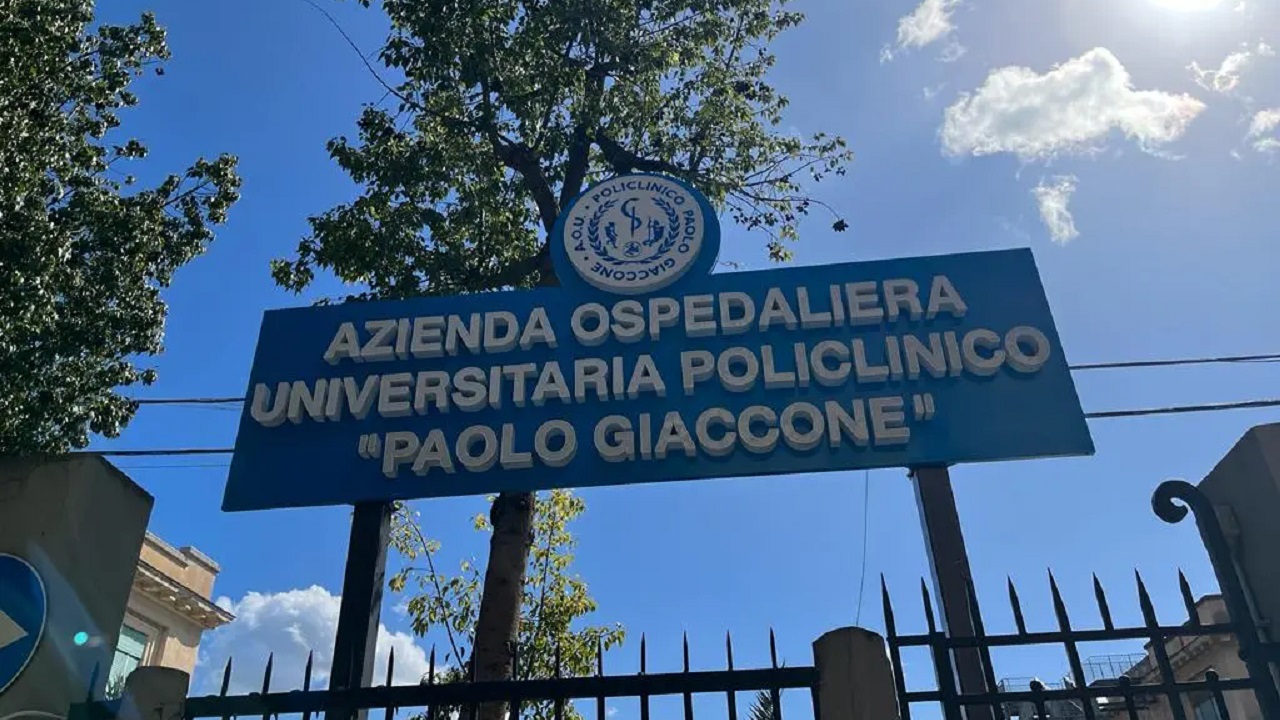 A.O.U. · POLICLINICO PAOLO GIACCONE ·
AZIENDA OSPEDALIERA
UNIVERSITARIA POLICLINICO
"PAOLO GIACCONE"